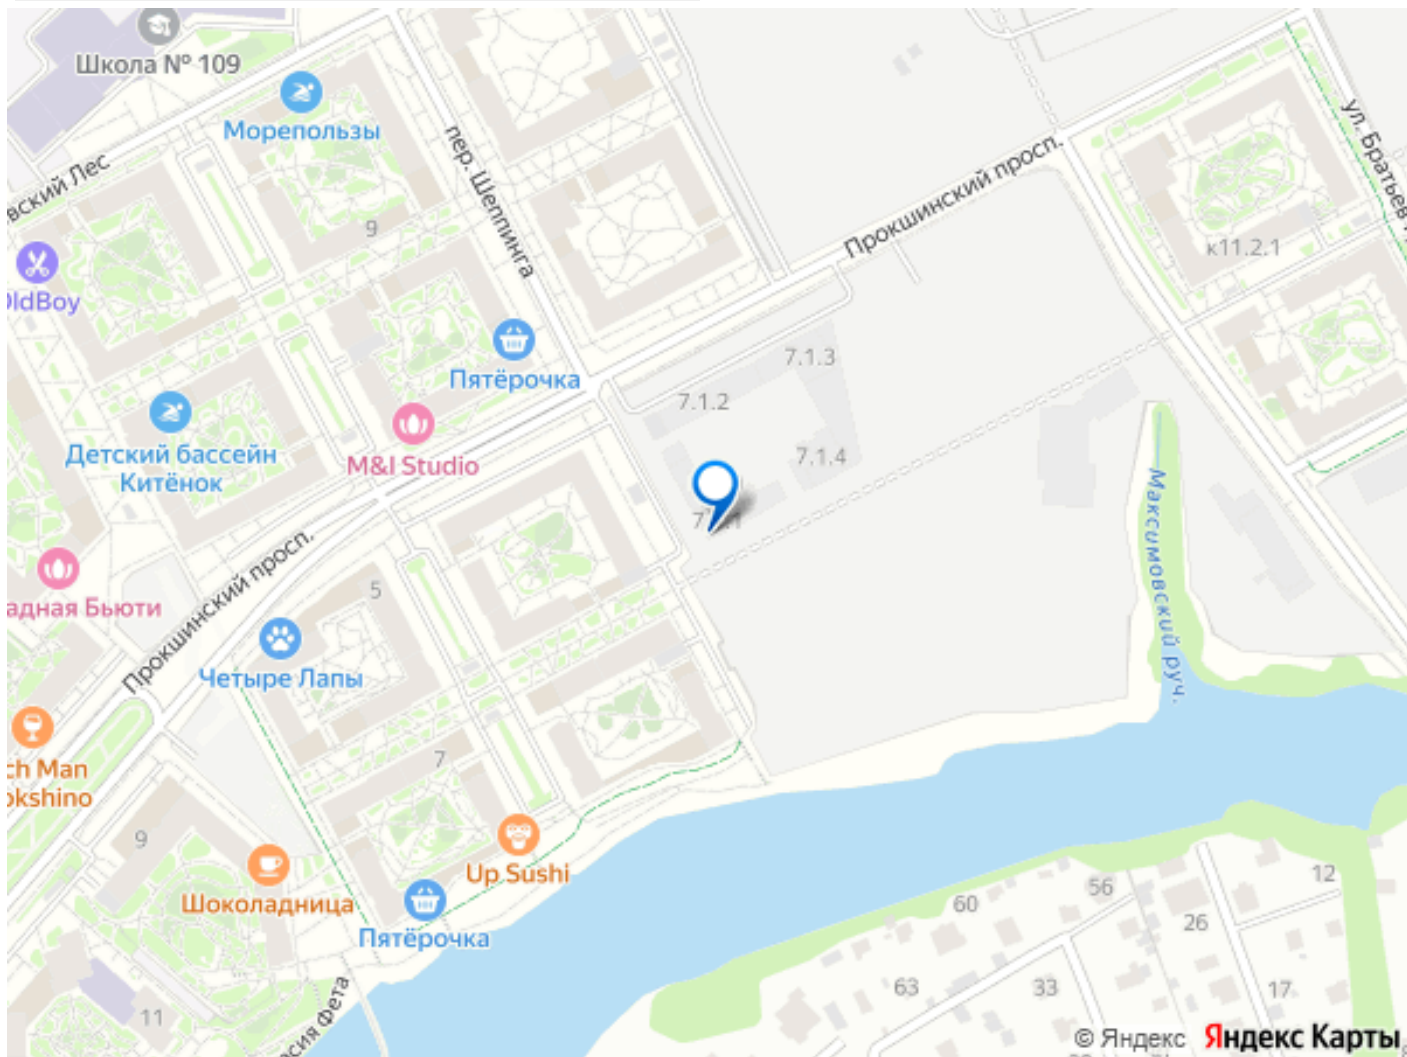 Школа № 109
Морепользы
пер. Шеппинга
вский Лес
9
OldBoy
Пятёрочка
Прокшинский просп.
ул. Братьев
к11.2.1
7.1.3
7.1.2
7.1.4
M&I Studio
Детский бассейн
Китёнок
Максимовский руч.
Прокшинский просп.
адная Бьюти
5
Четыре Лапы
7
ch Man
okshino
9
Up Sushi
Шоколадница
Пятёрочка
11
асия Фета
12
56
60
26
63
33
17
© Яндекс Яндекс Карты